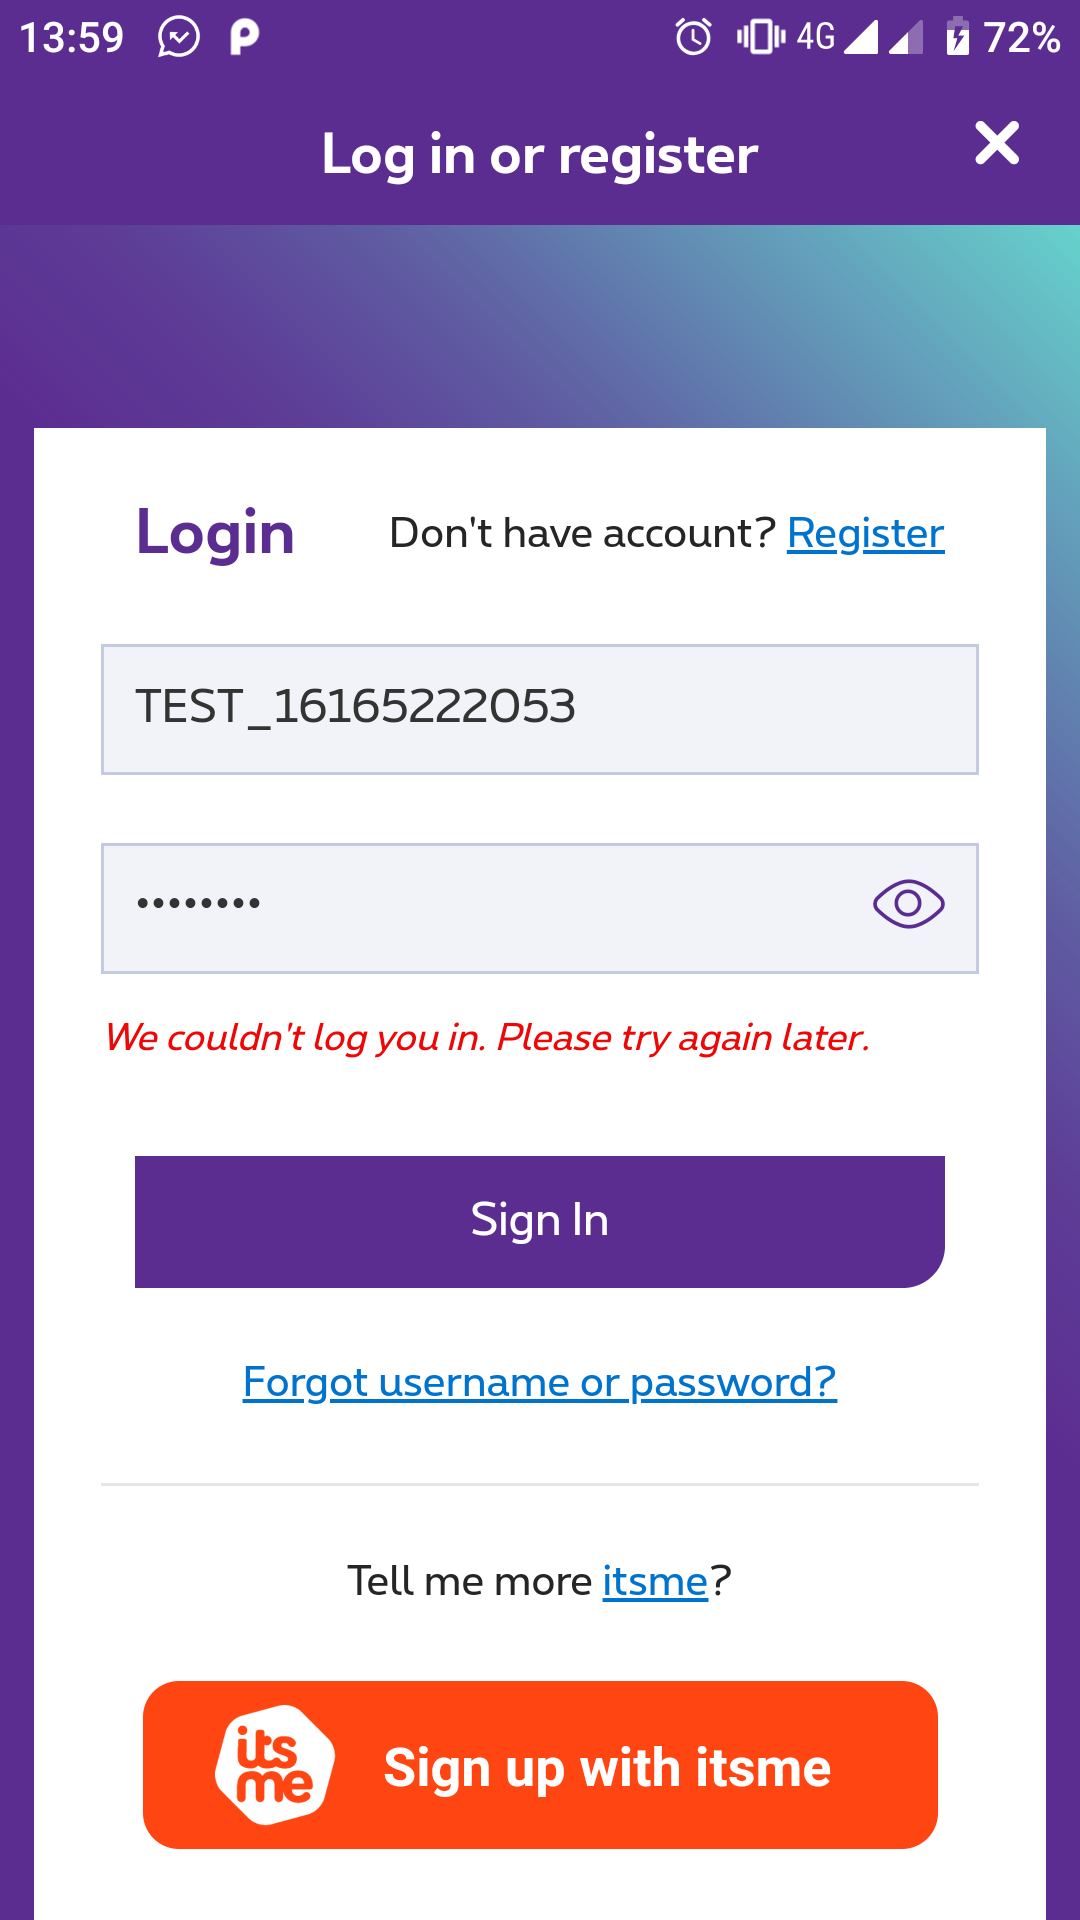 13:59 4G 72%
Log in or register
Login Don't have account? Register
TEST_16165222053
••••••••
We couldn't log you in. Please try again later.
Sign In
Forgot username or password?
Tell me more itsme?
its
me
Sign up with itsme